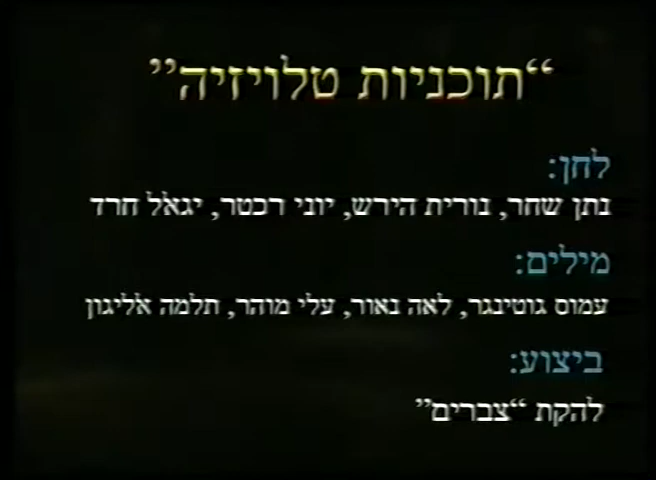 “תוכניות טלויזיה”
לחן:
נתן שחר, נורית הירש, יוני רכטר, יגאל חרד
מילים:
עמוס גוטינגר, לאה נאור, עלי מוהר, תלמה אליגון
ביצוע:
להקת “צברים”